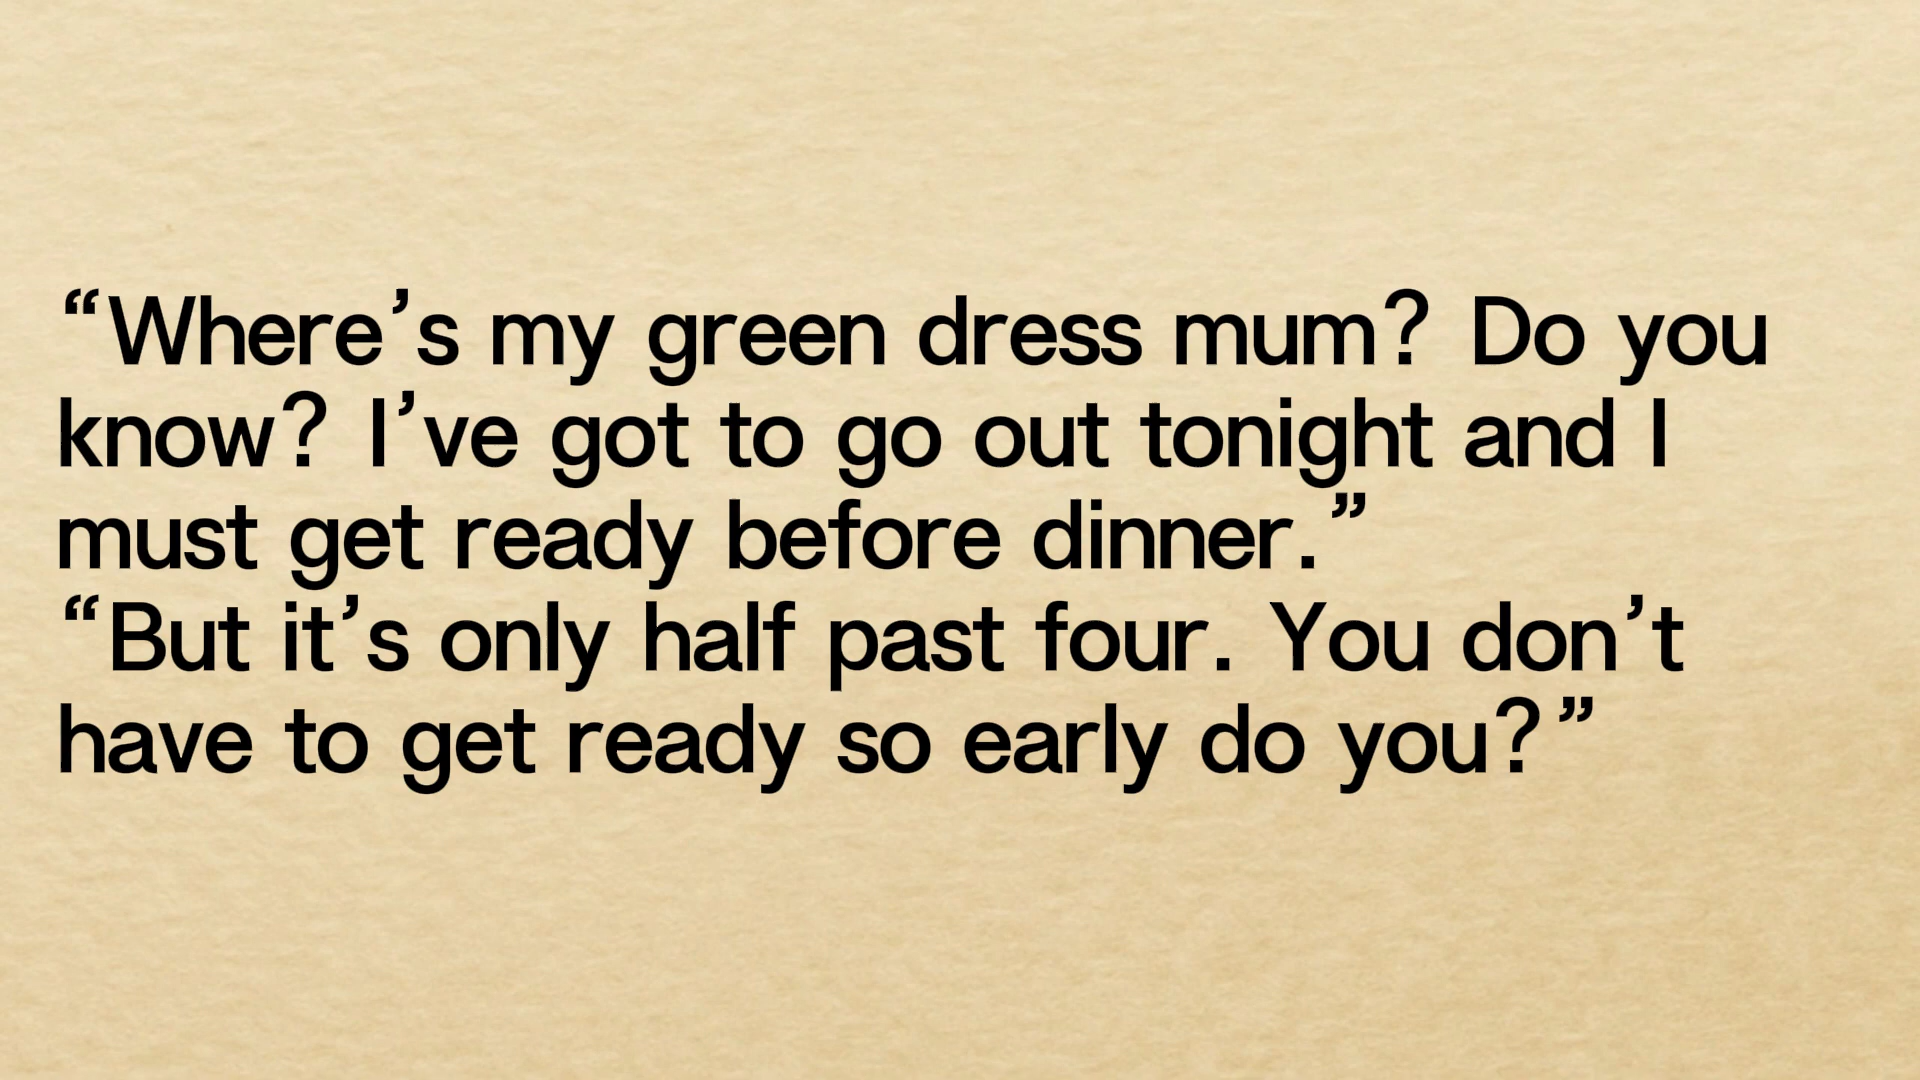 “Where’s my green dress mum? Do you
know? I’ve got to go out tonight and I
must get ready before dinner.”
“But it’s only half past four. You don’t
have to get ready so early do you?”